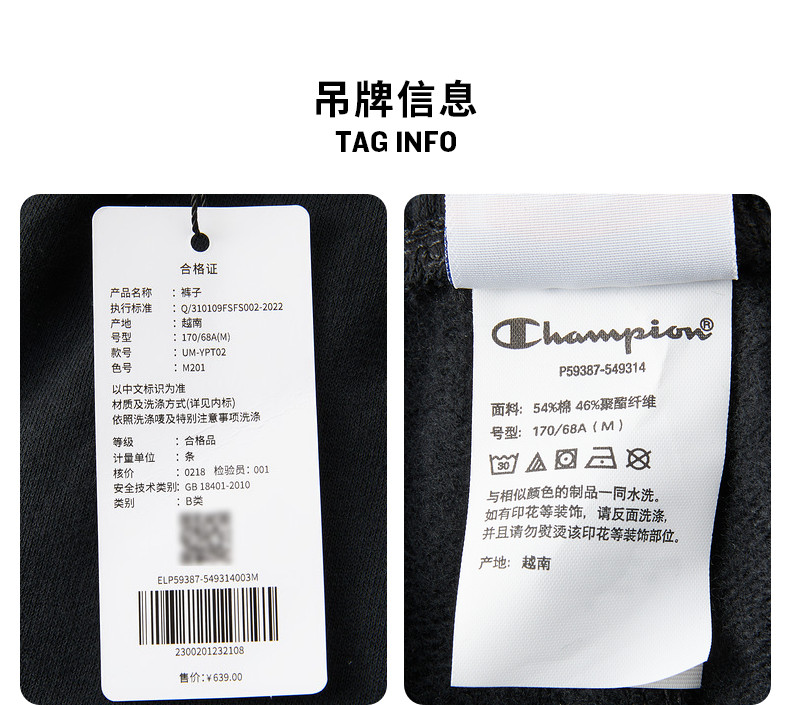 吊牌信息
TAG INFO
合格证
产品名称 ：裤子
执行标准 ：Q/310109FSFS002-2022
产地 ：越南
号型 ：170/68A(M)
款号 ：UM-YPT02
色号 ：M201
以中文标识为准
材质及洗涤方式(详见内标)
依照洗涤唛及特别注意事项洗涤
等级 ：合格品
计量单位 ：条
核价 ：0218 检验员：001
安全技术类别：GB 18401-2010
类别 ：B类
ELP59387-549314003M
2300201232108
售价：¥639.00
Champion®
P59387-549314
面料：54%棉 46%聚酯纤维
号型：170/68A（M）
30
与相似颜色的制品一同水洗。
如有印花等装饰，请反面洗涤，
并且请勿熨烫该印花等装饰部位。
产地：越南